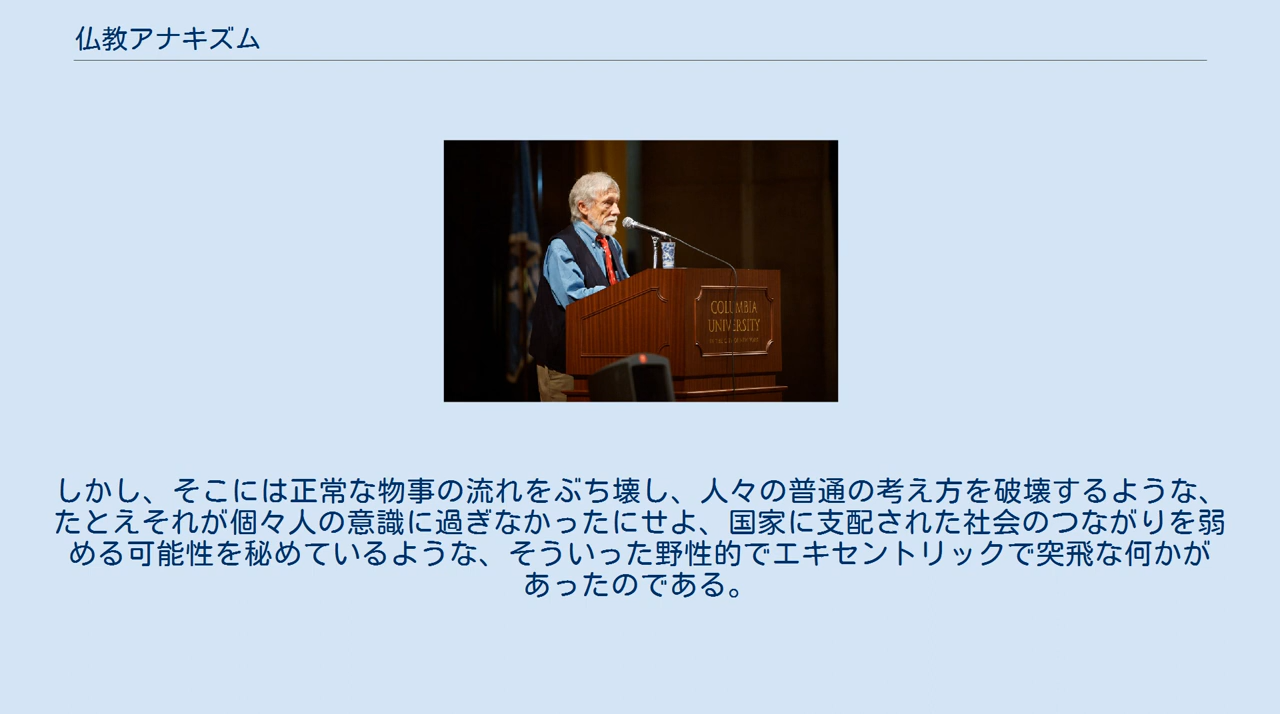 仏教アナキズム
COLUMBIA
UNIVERSITY
しかし、そこには正常な物事の流れをぶち壊し、人々の普通の考え方を破壊するような、
たとえそれが個々人の意識に過ぎなかったにせよ、国家に支配された社会のつながりを弱
める可能性を秘めているような、そういった野性的でエキセントリックで突飛な何かが
あったのである。